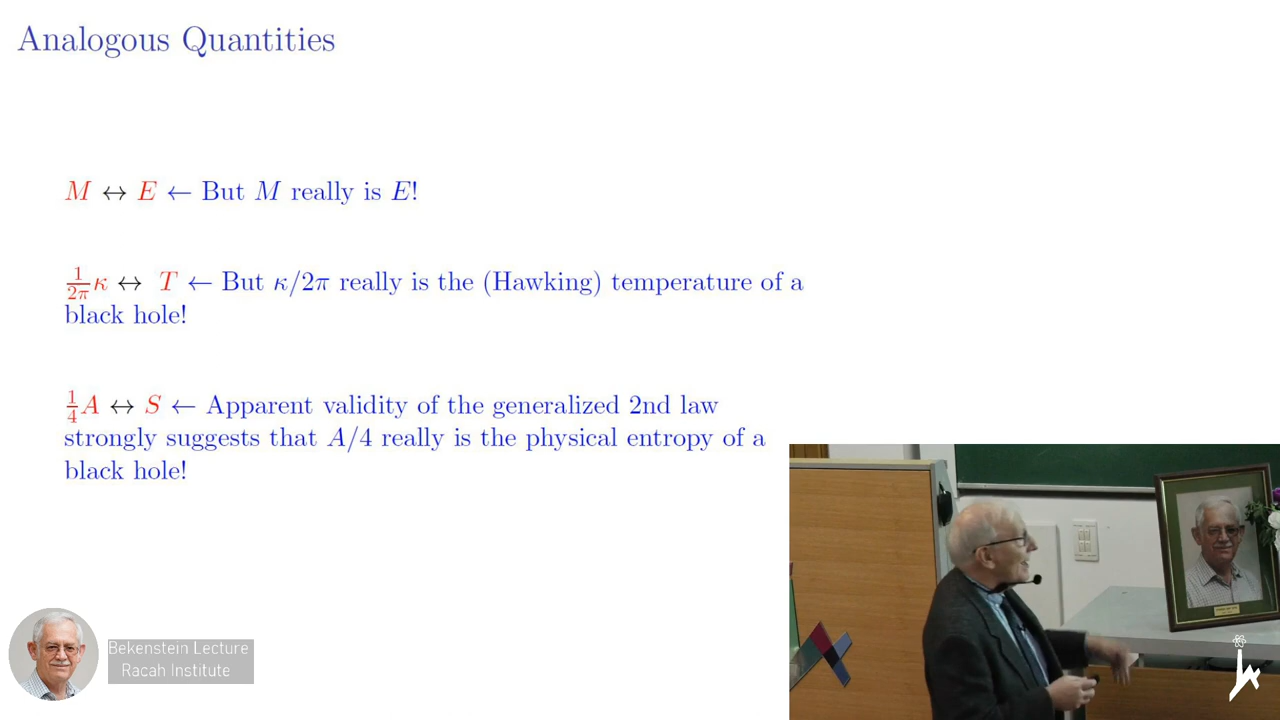 Analogous Quantities
M ↔ E ← But M really is E!
1/2π κ ↔ T ← But κ/2π really is the (Hawking) temperature of a
black hole!
1/4 A ↔ S ← Apparent validity of the generalized 2nd law
strongly suggests that A/4 really is the physical entropy of a
black hole!
Bekenstein Lecture
Racah Institute